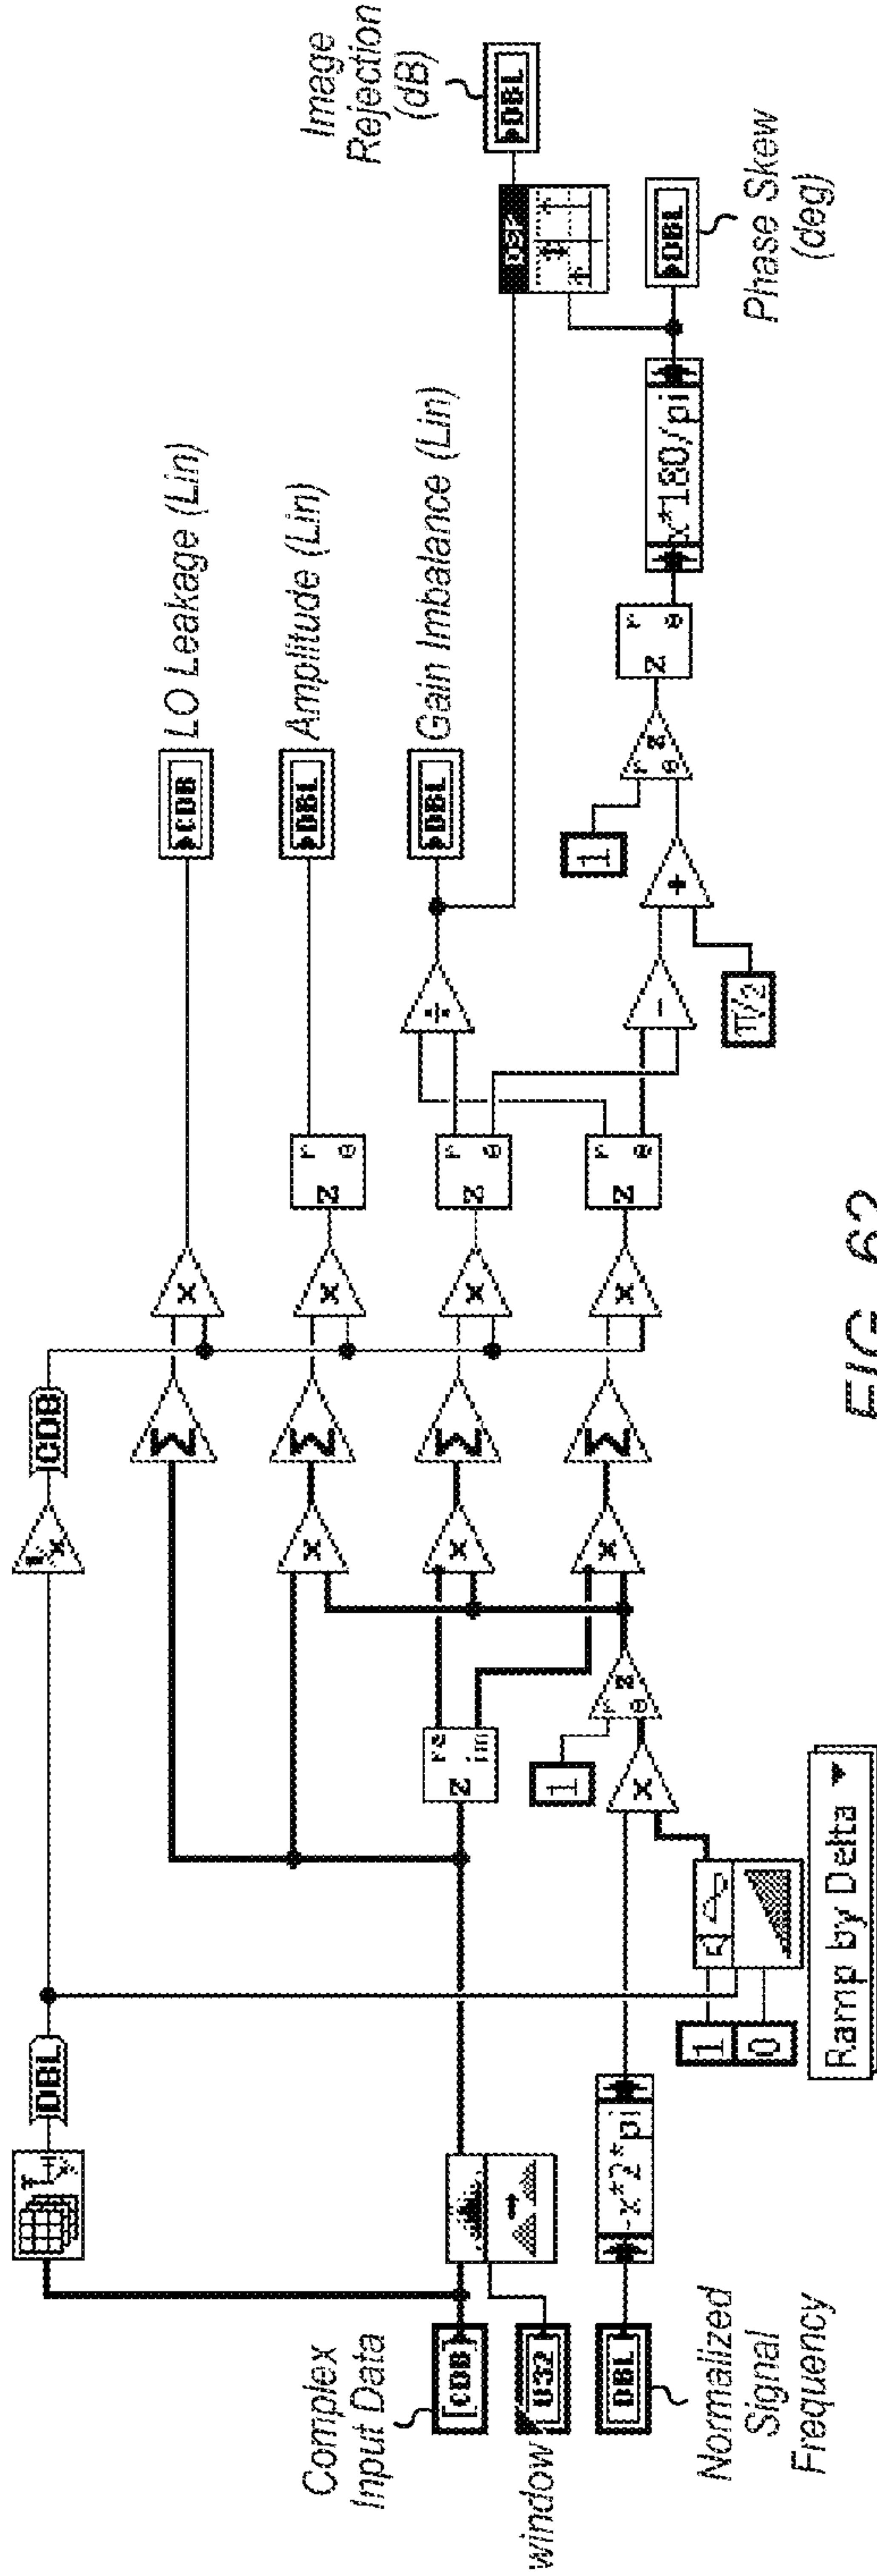 Complex
Input Data
[CDB]
window
U32
Normalized
Signal
Frequency
DBL
DBL
-x*2*pi
1
0
Ramp by Delta
z
re
im
1
r
θ
z
x
x
x
x
CDB
Σ
Σ
Σ
Σ
x
x
x
x
x
z
r
θ
z
r
θ
z
r
θ
÷
-
+
π/2
1
r
θ
z
z
r
θ
x*180/pi
CDB
LO Leakage (Lin)
DBL
Amplitude (Lin)
DBL
Gain Imbalance (Lin)
DBL
Image
Rejection
(dB)
DBL
Phase Skew
(deg)
FIG. 62